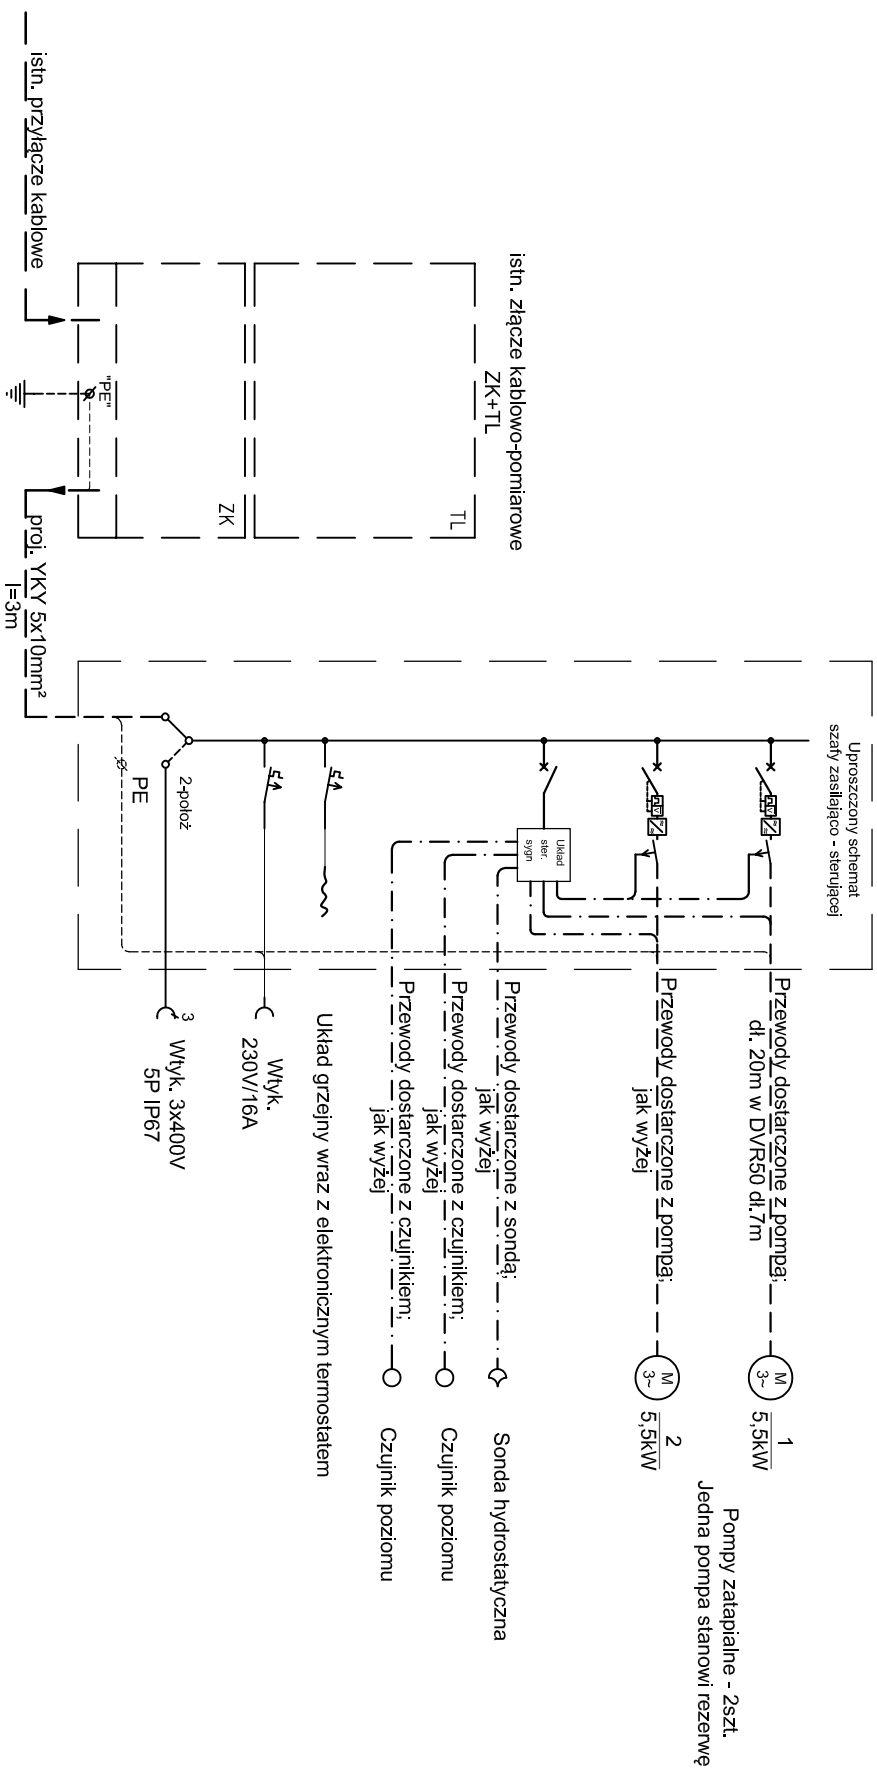 istn. przyłącze kablowe
istn. złącze kablowo-pomiarowe
ZK+TL
TL
ZK
"PE"
proj. YKY 5x10mm²
l=3m
Uproszczony schemat
szafy zasilająco - sterującej
Układ
ster.
sygn
2-położ
PE
Przewody dostarczone z pompą;
dł. 20m w DVR50 dł.7m
M
3~
1
5,5kW
Przewody dostarczone z pompą;
jak wyżej
M
3~
2
5,5kW
Pompy zatapialne - 2szt.
Jedna pompa stanowi rezerwę
Przewody dostarczone z sondą;
jak wyżej
Sonda hydrostatyczna
Przewody dostarczone z czujnikiem;
jak wyżej
Czujnik poziomu
Przewody dostarczone z czujnikiem;
jak wyżej
Czujnik poziomu
Układ grzejny wraz z elektronicznym termostatem
Wtyk.
230V/16A
3
Wtyk. 3x400V
5P IP67